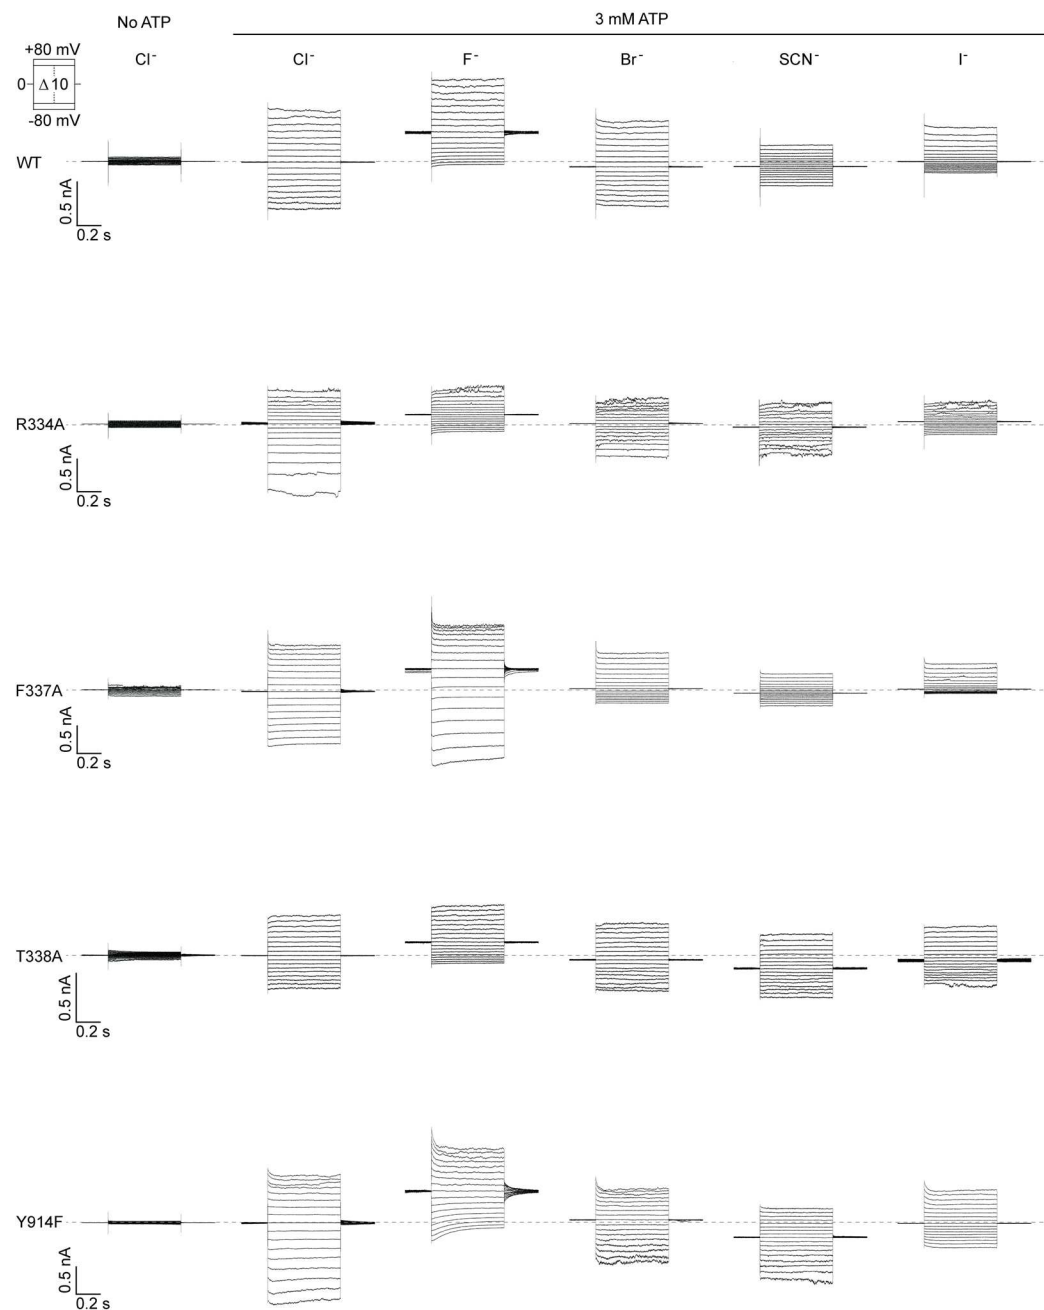 No ATP
3 mM ATP
+80 mV
Cl⁻
Cl⁻
F⁻
Br⁻
SCN⁻
I⁻
0
Δ10
-80 mV
WT
0.5 nA
0.2 s
R334A
0.5 nA
0.2 s
F337A
0.5 nA
0.2 s
T338A
0.5 nA
0.2 s
Y914F
0.5 nA
0.2 s